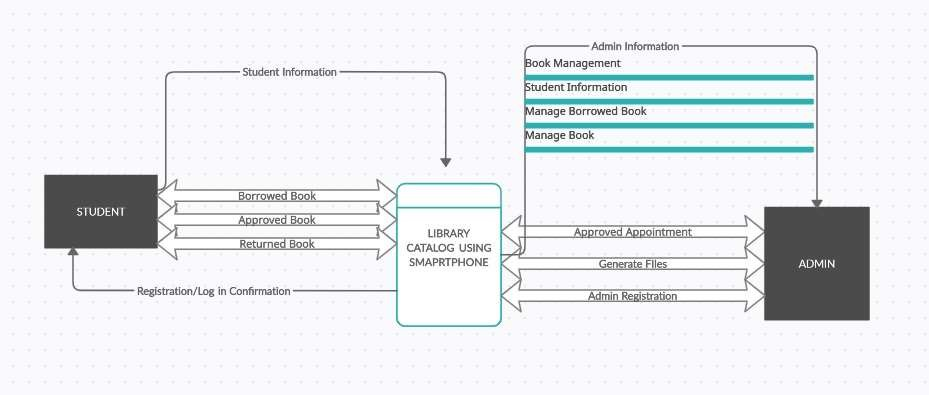 Admin Information
Book Management
Student Information
Student Information
Manage Borrowed Book
Manage Book
STUDENT
Borrowed Book
Approved Book
Returned Book
LIBRARY
CATALOG USING
SMAPRTPHONE
Approved Appointment
Generate FIles
Admin Registration
ADMIN
Registration/Log in Confirmation